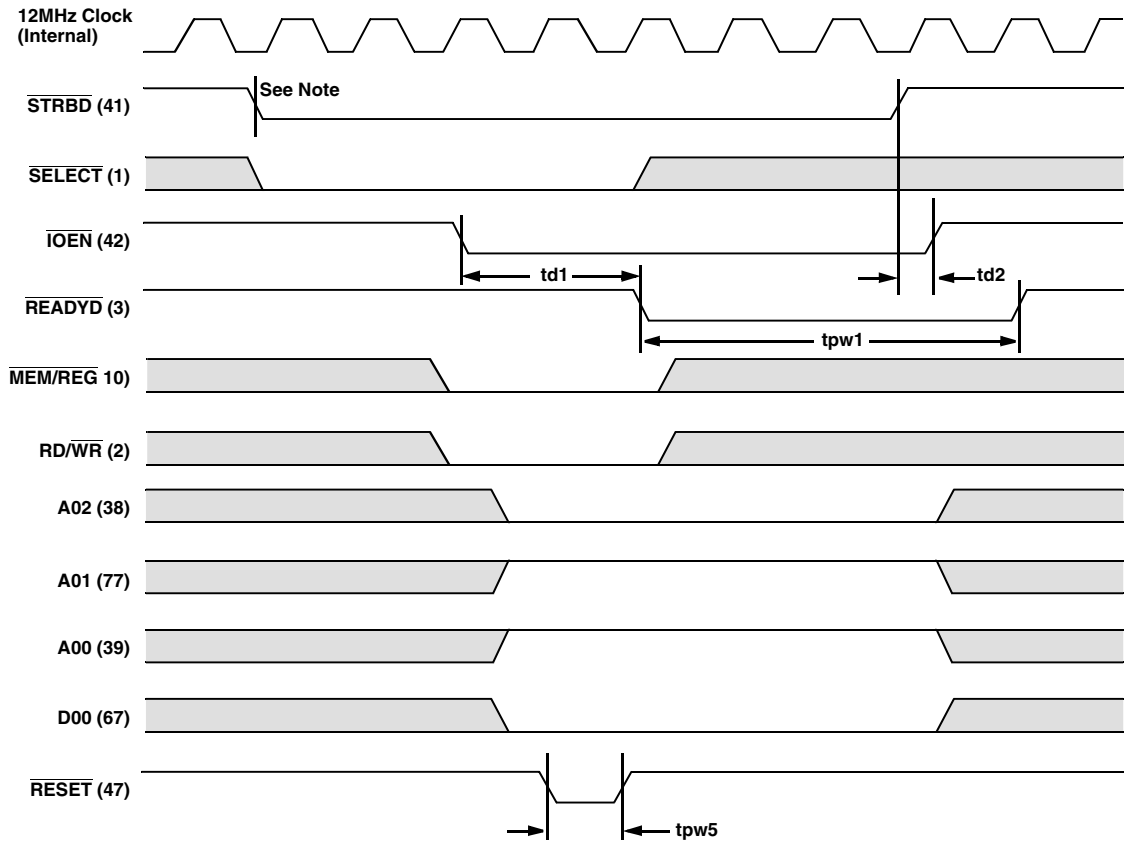 12MHz Clock
(Internal)
STRBD (41)
See Note
SELECT (1)
IOEN (42)
td1
td2
READYD (3)
tpw1
MEM/REG 10)
RD/WR (2)
A02 (38)
A01 (77)
A00 (39)
D00 (67)
RESET (47)
tpw5